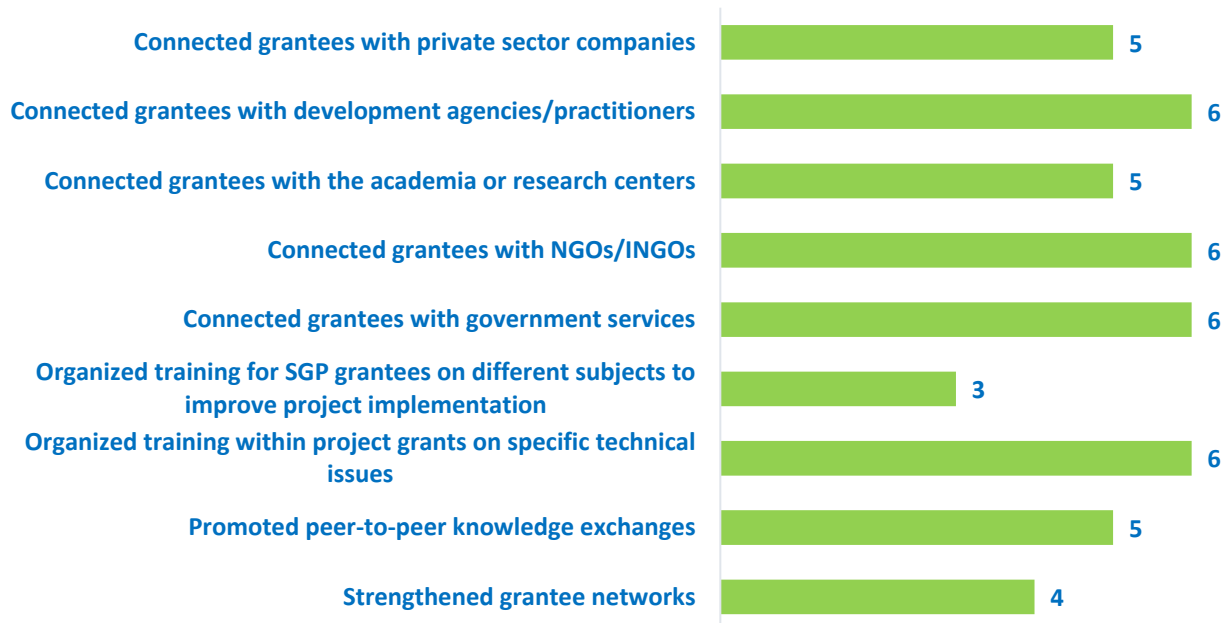 Connected grantees with private sector companies
5
Connected grantees with development agencies/practitioners
6
Connected grantees with the academia or research centers
5
Connected grantees with NGOs/INGOs
6
Connected grantees with government services
6
Organized training for SGP grantees on different subjects to
improve project implementation
3
Organized training within project grants on specific technical
issues
6
Promoted peer-to-peer knowledge exchanges
5
Strengthened grantee networks
4